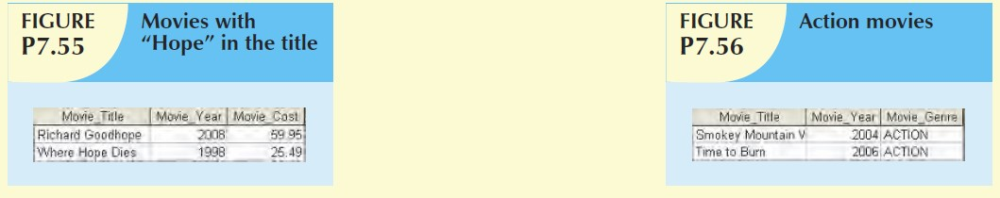 FIGURE P7.55
Movies with "Hope" in the title
Movie_Title Movie_Year Movie_Cost
Richard Goodhope 2008 59.95
Where Hope Dies 1998 25.49
FIGURE P7.56
Action movies
Movie_Title Movie_Year Movie_Genre
Smokey Mountain W 2004 ACTION
Time to Burn 2006 ACTION